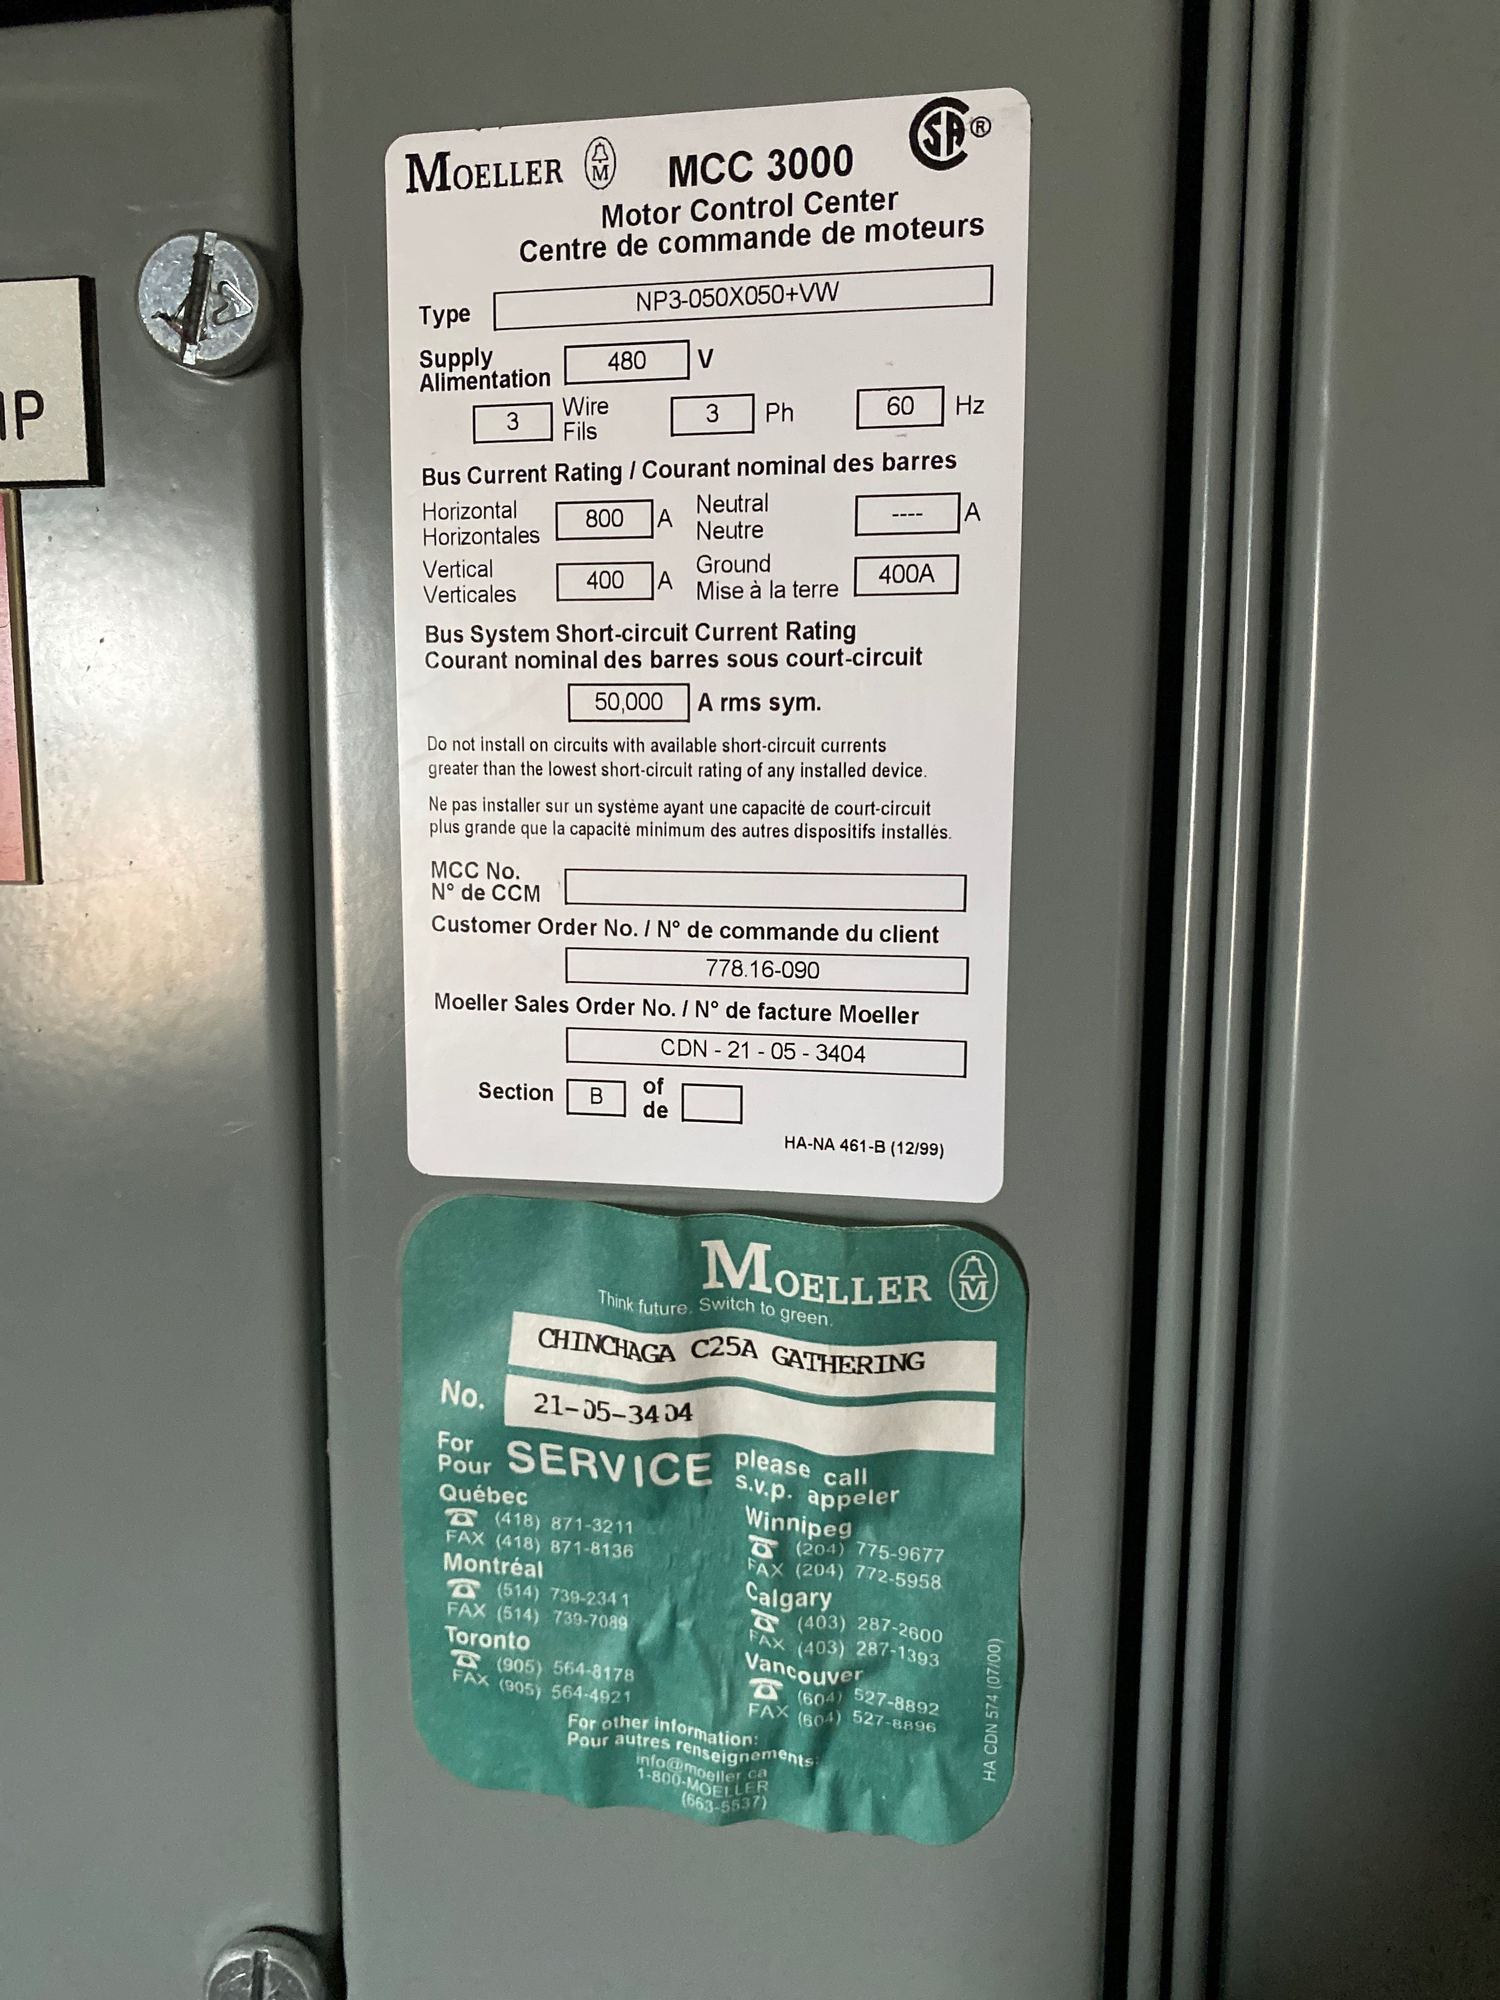 IP
MOELLER M MCC 3000 SA®
Motor Control Center
Centre de commande de moteurs
Type NP3-050X050+VW
Supply
Alimentation 480 V
3 Wire
Fils 3 Ph 60 Hz
Bus Current Rating / Courant nominal des barres
Horizontal
Horizontales 800 A Neutral
Neutre ---- A
Vertical
Verticales 400 A Ground
Mise à la terre 400A
Bus System Short-circuit Current Rating
Courant nominal des barres sous court-circuit
50,000 A rms sym.
Do not install on circuits with available short-circuit currents
greater than the lowest short-circuit rating of any installed device.
Ne pas installer sur un système ayant une capacité de court-circuit
plus grande que la capacité minimum des autres dispositifs installés.
MCC No.
N° de CCM
Customer Order No. / N° de commande du client
778.16-090
Moeller Sales Order No. / N° de facture Moeller
CDN - 21 - 05 - 3404
Section B of
de
HA-NA 461-B (12/99)
MOELLER M
Think future. Switch to green.
CHINCHAGA C25A GATHERING
No. 21-05-3404
For
Pour SERVICE please call
s.v.p. appeler
Québec
☎ (418) 871-3211
FAX (418) 871-8136
Montréal
☎ (514) 739-2341
FAX (514) 739-7089
Toronto
☎ (905) 564-8178
FAX (905) 564-4921
Winnipeg
☎ (204) 775-9677
FAX (204) 772-5958
Calgary
☎ (403) 287-2600
FAX (403) 287-1393
Vancouver
☎ (604) 527-8892
FAX (604) 527-8896
For other information:
Pour autres renseignements:
info@moeller.ca
1-800-MOELLER
(663-5537)
HA CDN 574 (07/00)